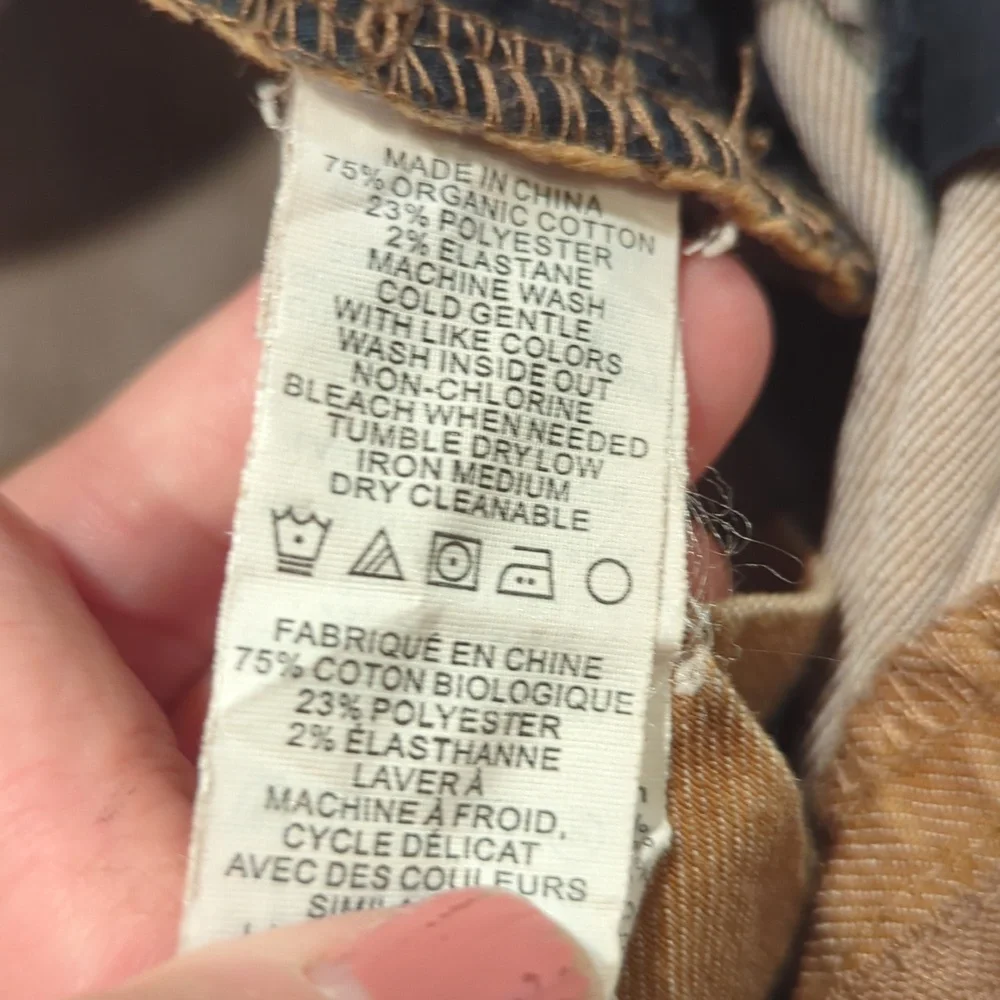 MADE IN CHINA
75% ORGANIC COTTON
23% POLYESTER
2% ELASTANE
MACHINE WASH
COLD GENTLE
WITH LIKE COLORS
WASH INSIDE OUT
NON-CHLORINE
BLEACH WHEN NEEDED
TUMBLE DRY LOW
IRON MEDIUM
DRY CLEANABLE
FABRIQUÉ EN CHINE
75% COTON BIOLOGIQUE
23% POLYESTER
2% ÉLASTHANNE
LAVER À
MACHINE À FROID,
CYCLE DÉLICAT
AVEC DES COULEURS